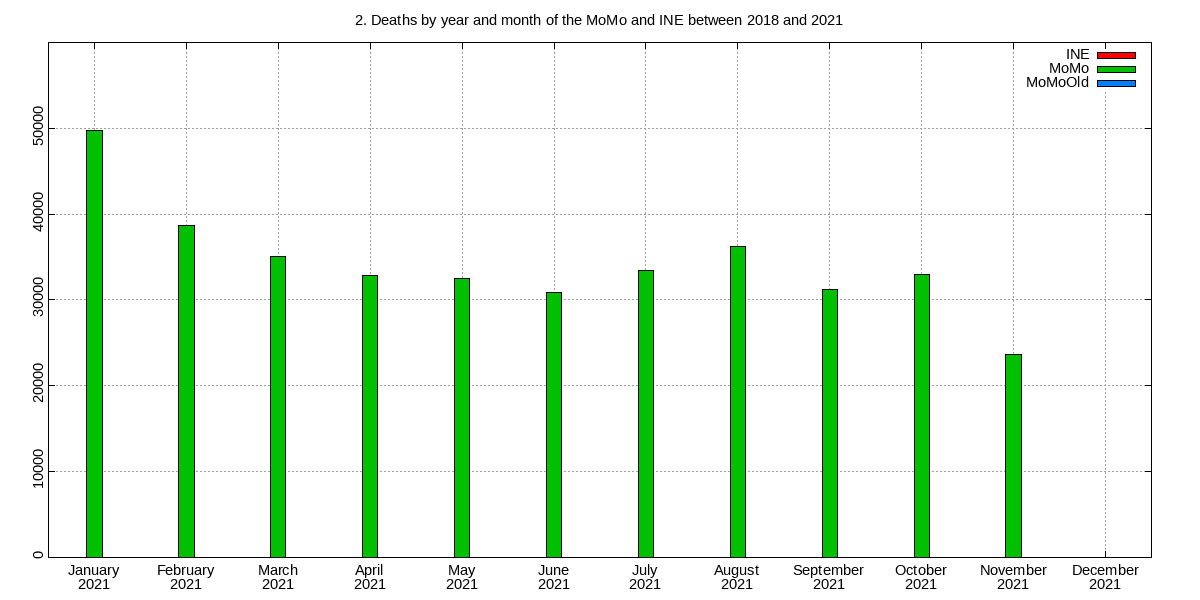 2. Deaths by year and month of the MoMo and INE between 2018 and 2021
INE
MoMo
MoMoOld
50000
40000
30000
20000
10000
0
January February March April May June July August September October November December
2021 2021 2021 2021 2021 2021 2021 2021 2021 2021 2021 2021